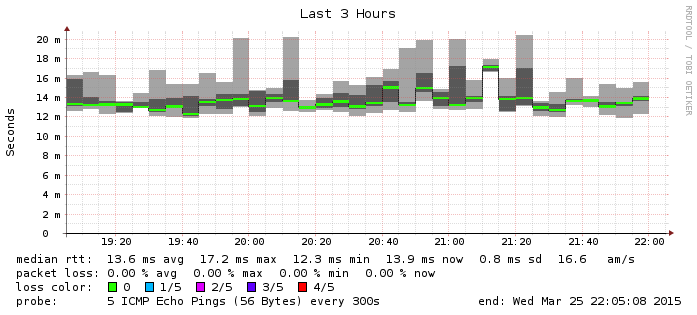 Last 3 Hours
RRDTOOL / TOBI OETIKER
Seconds
20 m
18 m
16 m
14 m
12 m
10 m
8 m
6 m
4 m
2 m
0
19:20 19:40 20:00 20:20 20:40 21:00 21:20 21:40 22:00
median rtt: 13.6 ms avg 17.2 ms max 12.3 ms min 13.9 ms now 0.8 ms sd 16.6 am/s
packet loss: 0.00 % avg 0.00 % max 0.00 % min 0.00 % now
loss color: 0 1/5 2/5 3/5 4/5
probe: 5 ICMP Echo Pings (56 Bytes) every 300s end: Wed Mar 25 22:05:08 2015